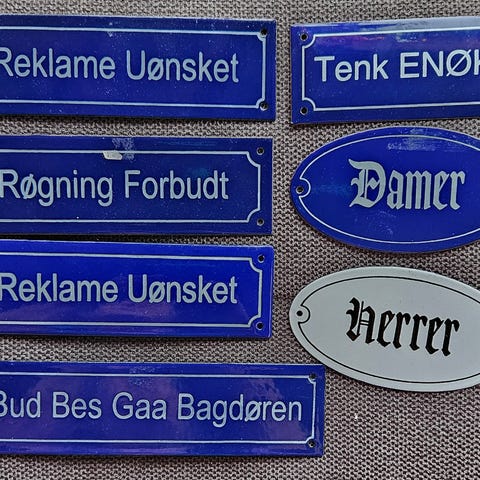 Reklame Uønsket
Tenk ENØK
Røgning Forbudt
Damer
Reklame Uønsket
Herrer
Bud Bes Gaa Bagdøren